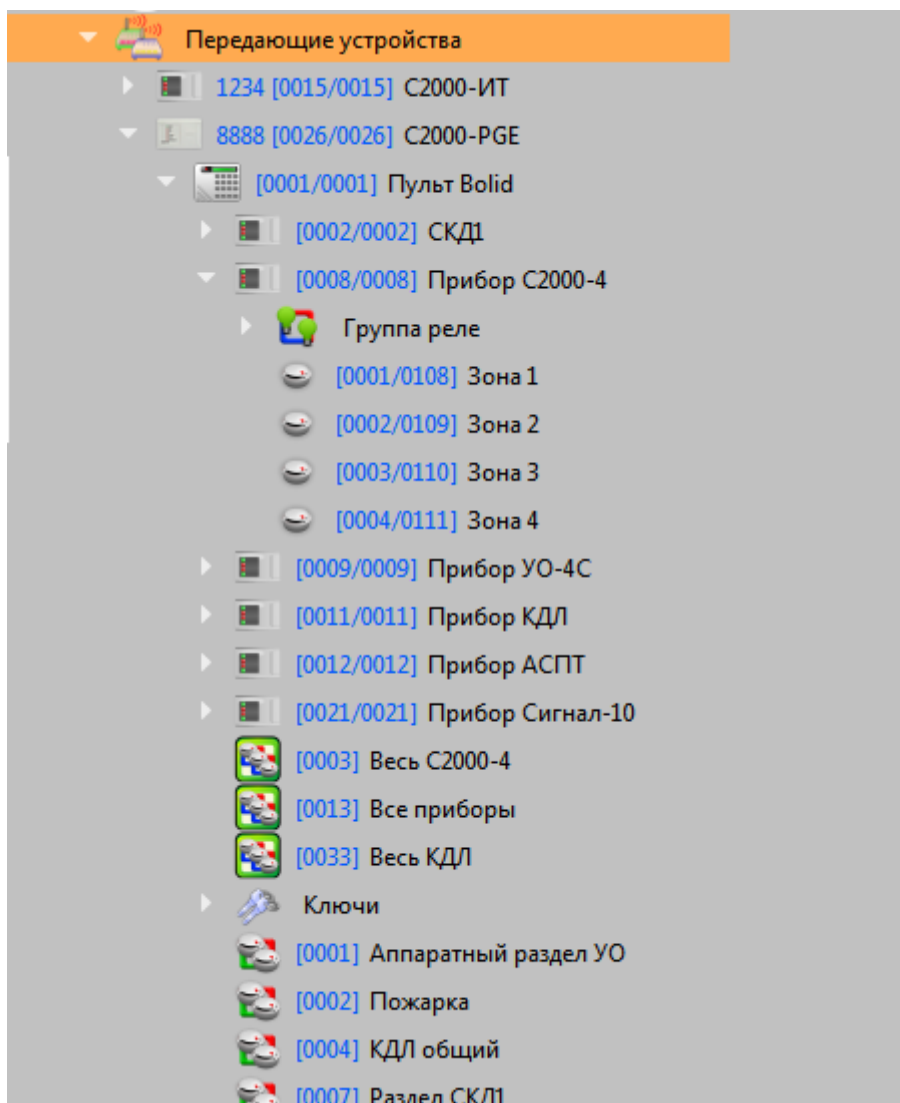 Передающие устройства
1234 [0015/0015] С2000-ИТ
8888 [0026/0026] С2000-PGE
[0001/0001] Пульт Bolid
[0002/0002] СКД1
[0008/0008] Прибор С2000-4
Группа реле
[0001/0108] Зона 1
[0002/0109] Зона 2
[0003/0110] Зона 3
[0004/0111] Зона 4
[0009/0009] Прибор УО-4С
[0011/0011] Прибор КДЛ
[0012/0012] Прибор АСПТ
[0021/0021] Прибор Сигнал-10
[0003] Весь С2000-4
[0013] Все приборы
[0033] Весь КДЛ
Ключи
[0001] Аппаратный раздел УО
[0002] Пожарка
[0004] КДЛ общий
[0007] Раздел СКД1